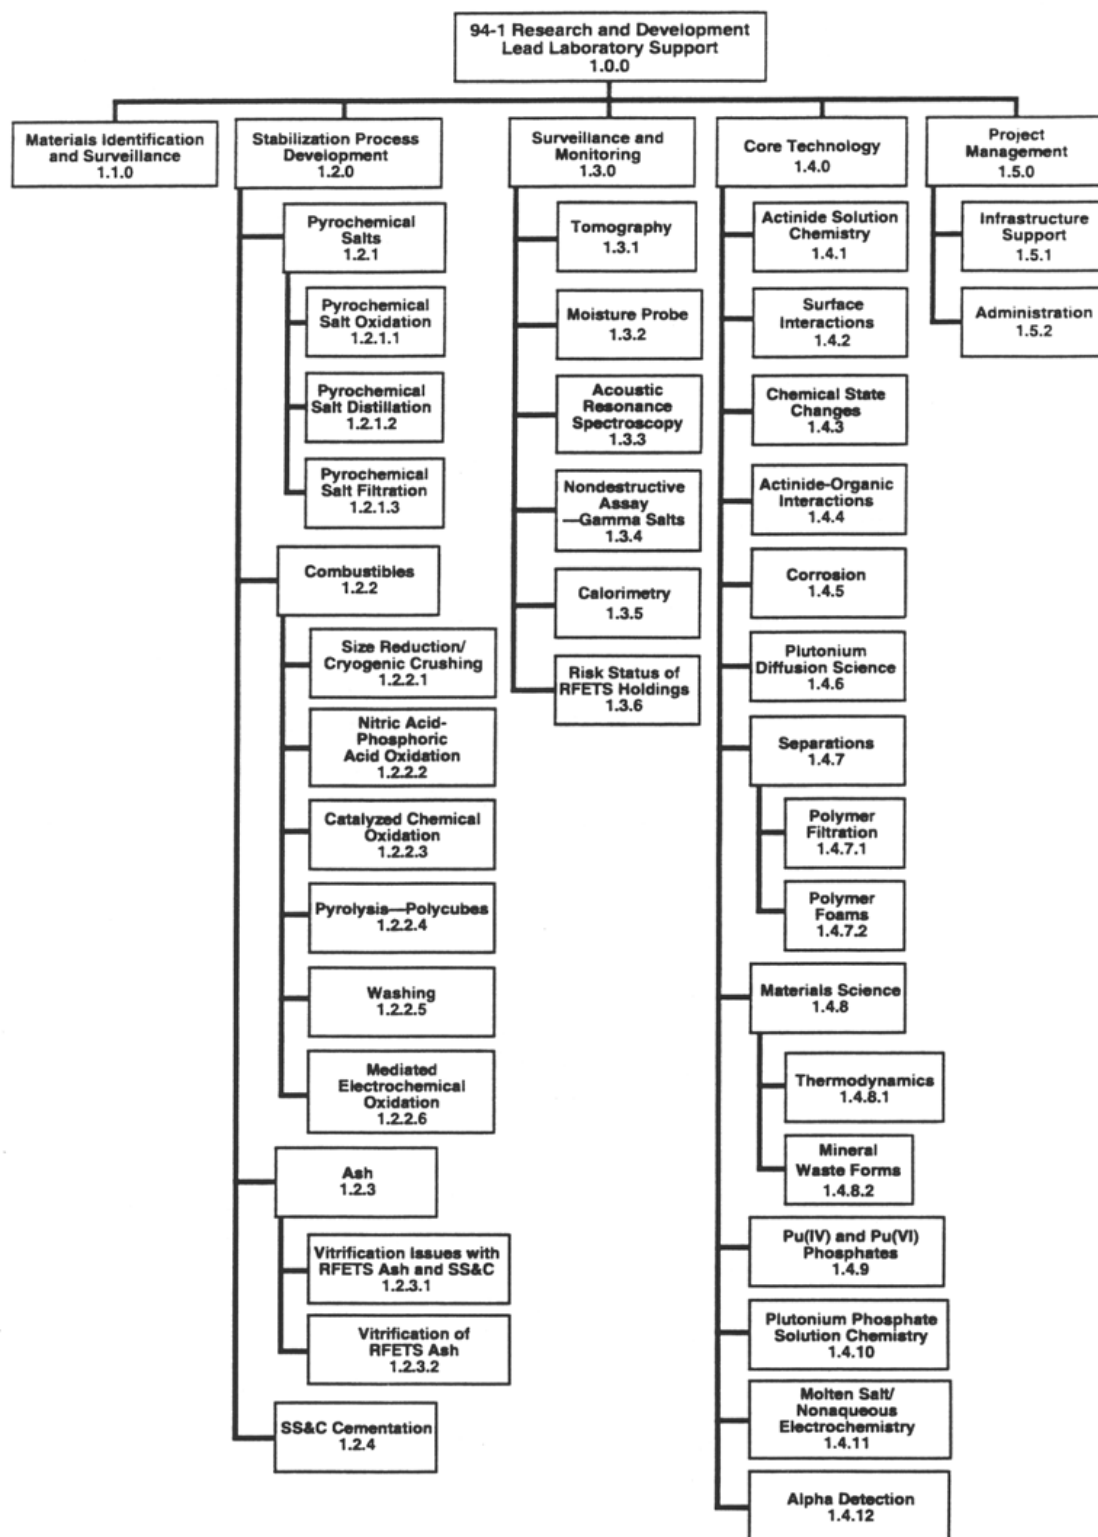 94-1 Research and Development
Lead Laboratory Support
1.0.0
Materials Identification
and Surveillance
1.1.0
Stabilization Process
Development
1.2.0
Pyrochemical
Salts
1.2.1
Pyrochemical
Salt Oxidation
1.2.1.1
Pyrochemical
Salt Distillation
1.2.1.2
Pyrochemical
Salt Filtration
1.2.1.3
Combustibles
1.2.2
Size Reduction/
Cryogenic Crushing
1.2.2.1
Nitric Acid-
Phosphoric
Acid Oxidation
1.2.2.2
Catalyzed Chemical
Oxidation
1.2.2.3
Pyrolysis—Polycubes
1.2.2.4
Washing
1.2.2.5
Mediated
Electrochemical
Oxidation
1.2.2.6
Ash
1.2.3
Vitrification Issues with
RFETS Ash and SS&C
1.2.3.1
Vitrification of
RFETS Ash
1.2.3.2
SS&C Cementation
1.2.4
Surveillance and
Monitoring
1.3.0
Tomography
1.3.1
Moisture Probe
1.3.2
Acoustic
Resonance
Spectroscopy
1.3.3
Nondestructive
Assay
—Gamma Salts
1.3.4
Calorimetry
1.3.5
Risk Status of
RFETS Holdings
1.3.6
Core Technology
1.4.0
Actinide Solution
Chemistry
1.4.1
Surface
Interactions
1.4.2
Chemical State
Changes
1.4.3
Actinide-Organic
Interactions
1.4.4
Corrosion
1.4.5
Plutonium
Diffusion Science
1.4.6
Separations
1.4.7
Polymer
Filtration
1.4.7.1
Polymer
Foams
1.4.7.2
Materials Science
1.4.8
Thermodynamics
1.4.8.1
Mineral
Waste Forms
1.4.8.2
Pu(IV) and Pu(VI)
Phosphates
1.4.9
Plutonium Phosphate
Solution Chemistry
1.4.10
Molten Salt/
Nonaqueous
Electrochemistry
1.4.11
Alpha Detection
1.4.12
Project
Management
1.5.0
Infrastructure
Support
1.5.1
Administration
1.5.2